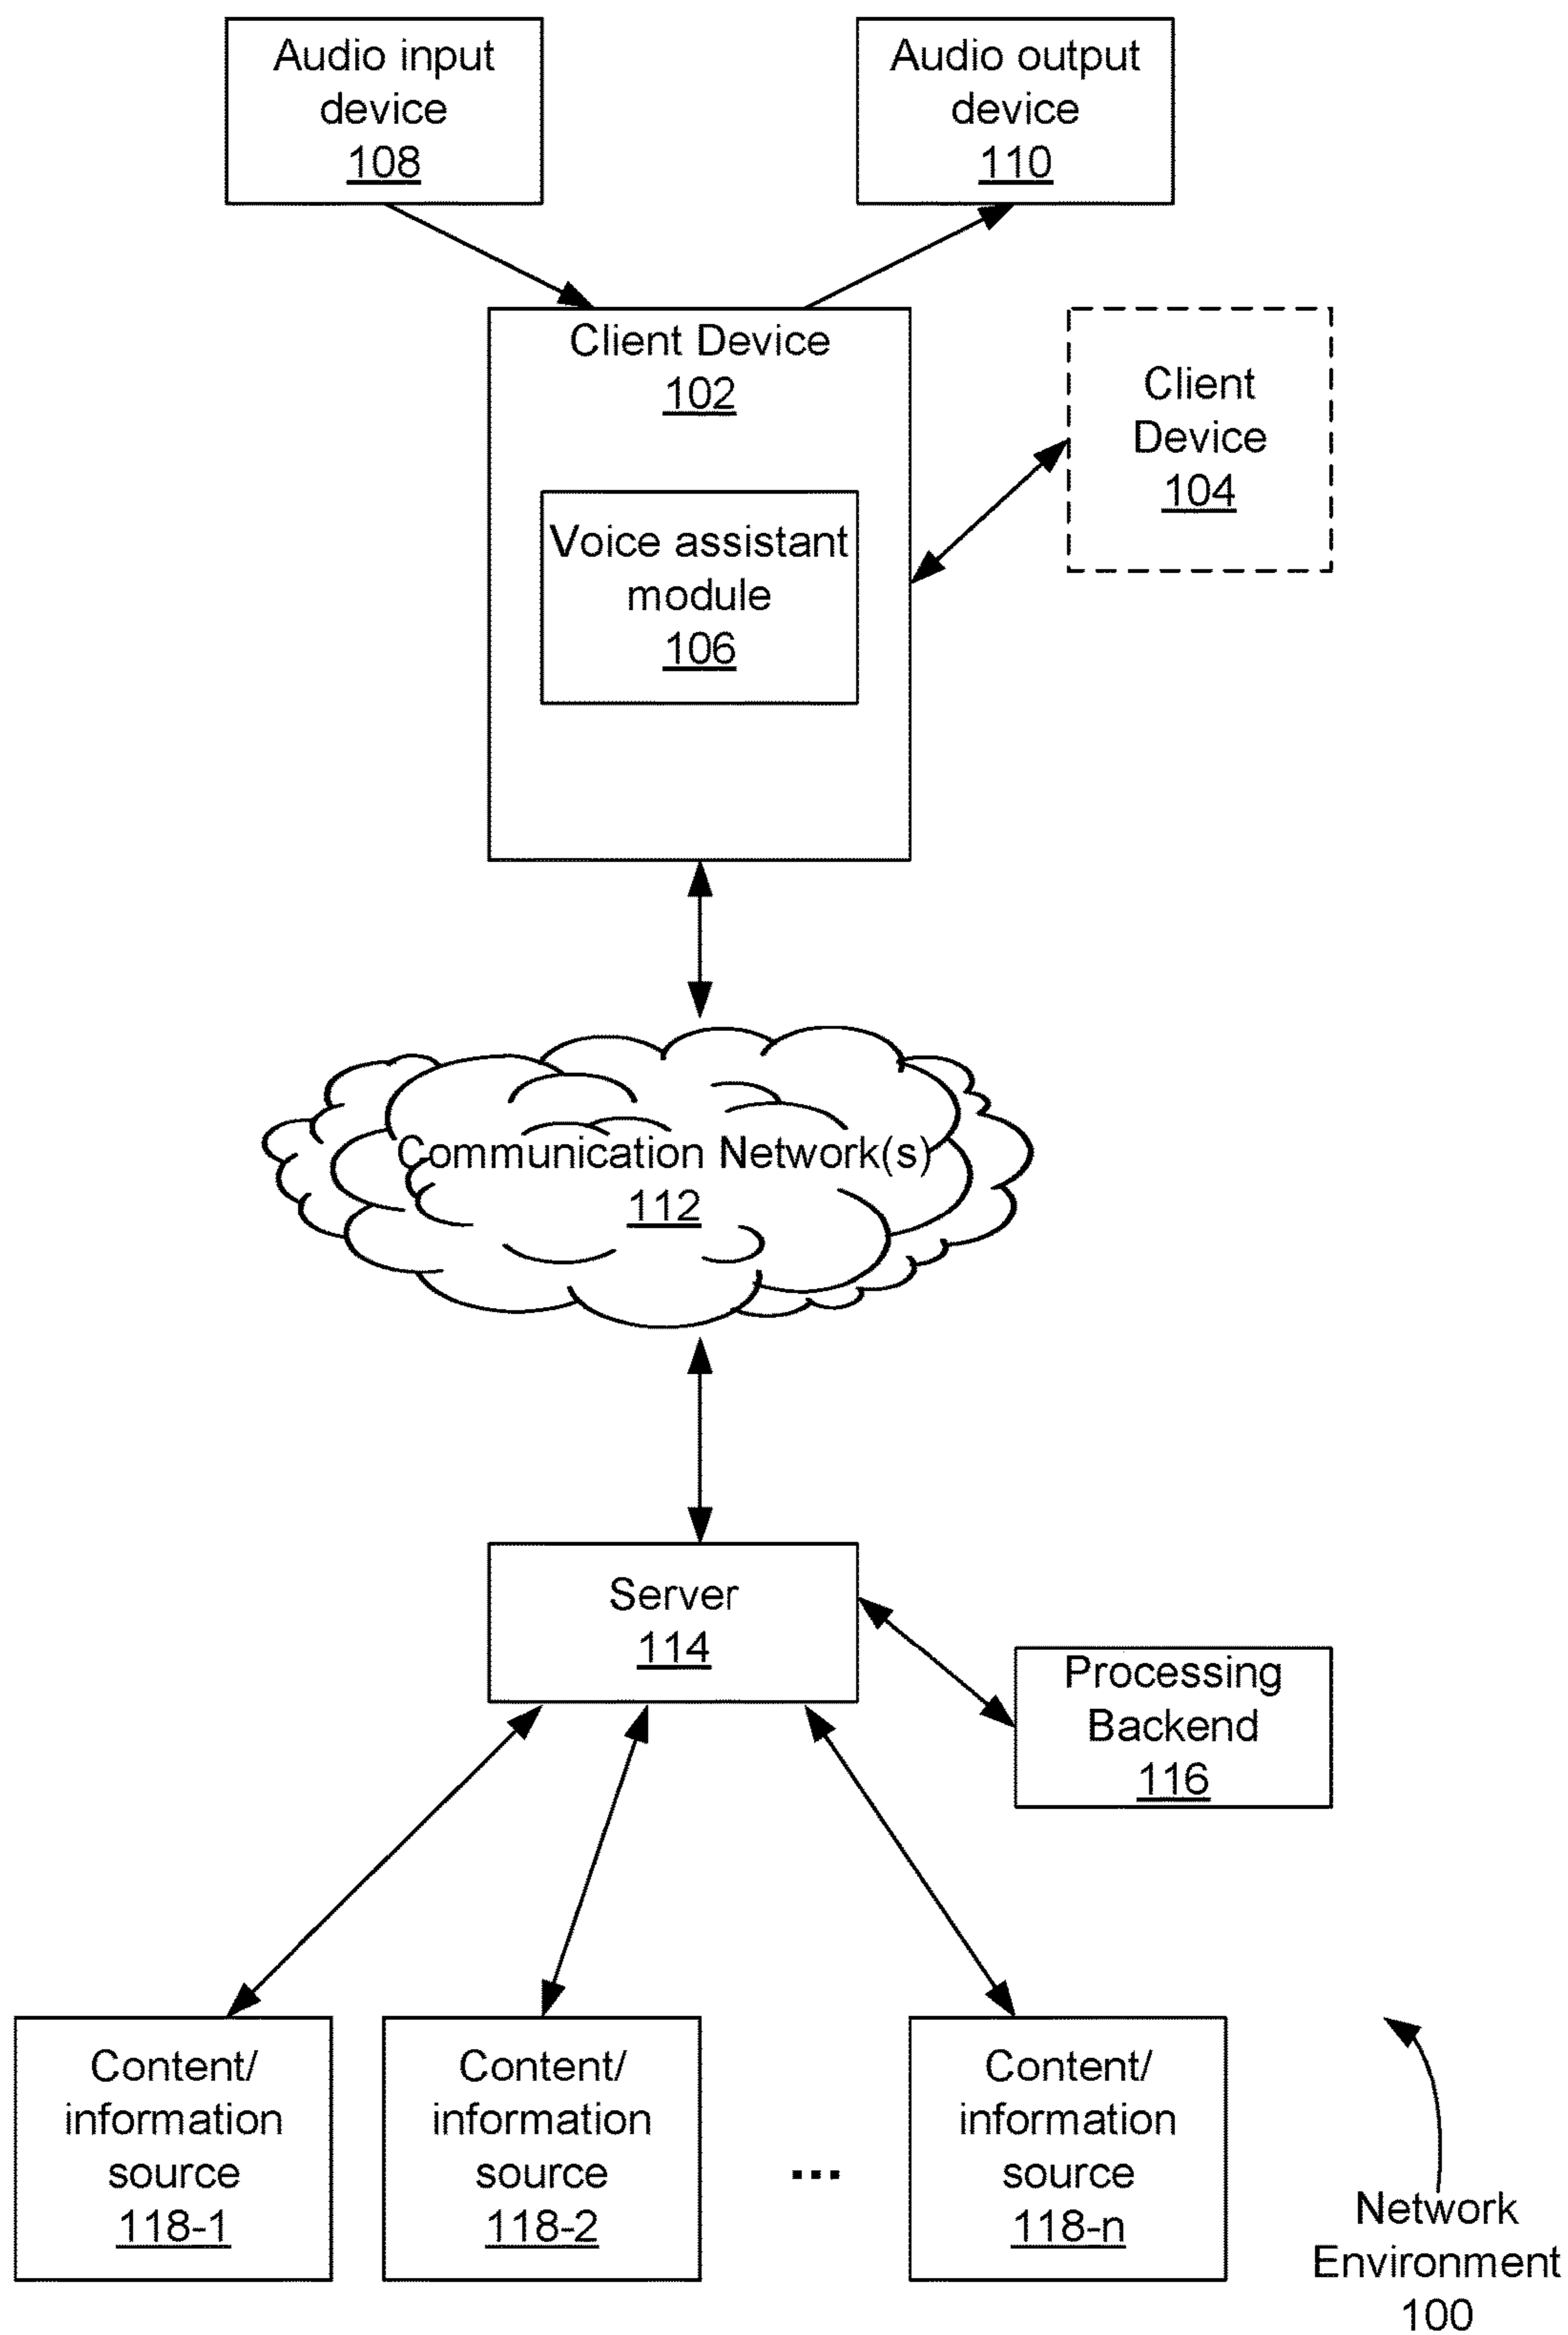 Audio input
device
108
Audio output
device
110
Client Device
102
Client
Device
104
Voice assistant
module
106
Communication Network(s)
112
Server
114
Processing
Backend
116
Content/
information
source
118-1
Content/
information
source
118-2
...
Content/
information
source
118-n
Network
Environment
100